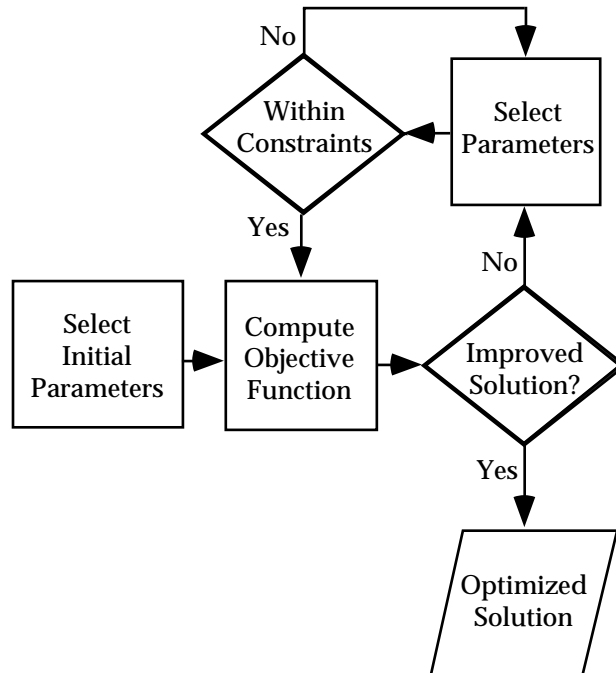 No
Within
Constraints
Select
Parameters
Yes
No
Select
Initial
Parameters
Compute
Objective
Function
Improved
Solution?
Yes
Optimized
Solution